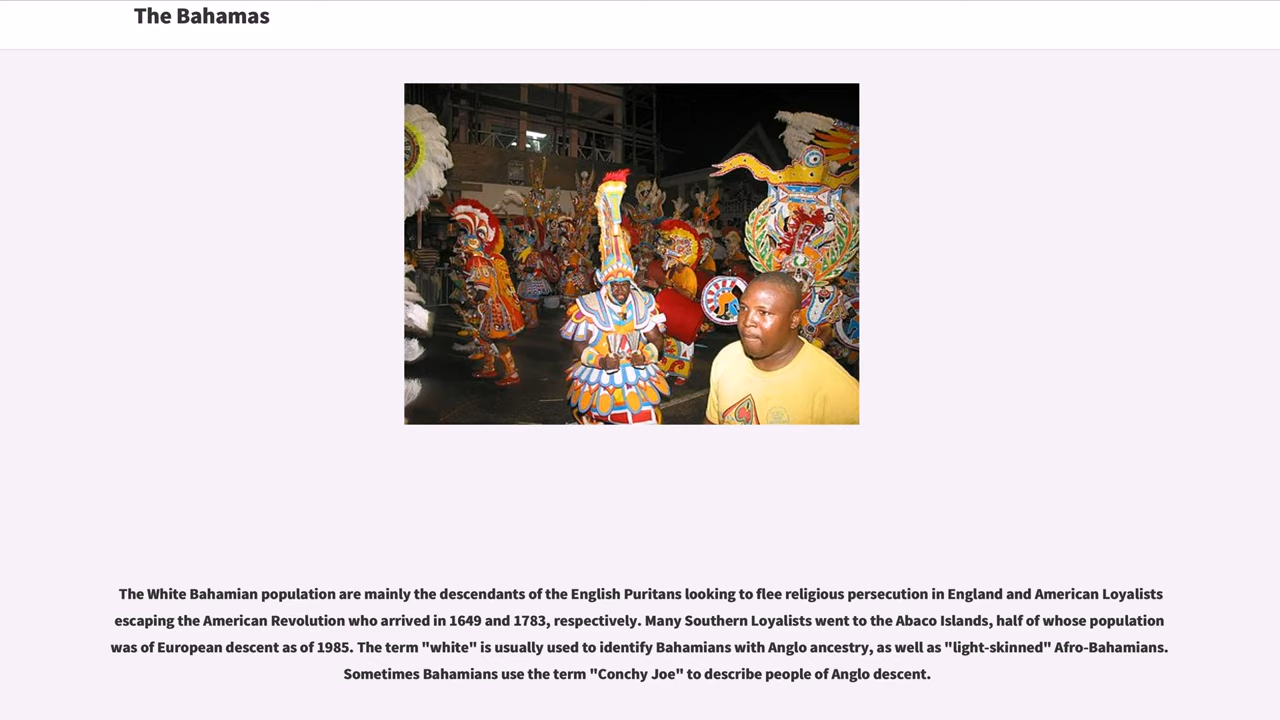 The Bahamas
The White Bahamian population are mainly the descendants of the English Puritans looking to flee religious persecution in England and American Loyalists
escaping the American Revolution who arrived in 1649 and 1783, respectively. Many Southern Loyalists went to the Abaco Islands, half of whose population
was of European descent as of 1985. The term "white" is usually used to identify Bahamians with Anglo ancestry, as well as "light-skinned" Afro-Bahamians.
Sometimes Bahamians use the term "Conchy Joe" to describe people of Anglo descent.